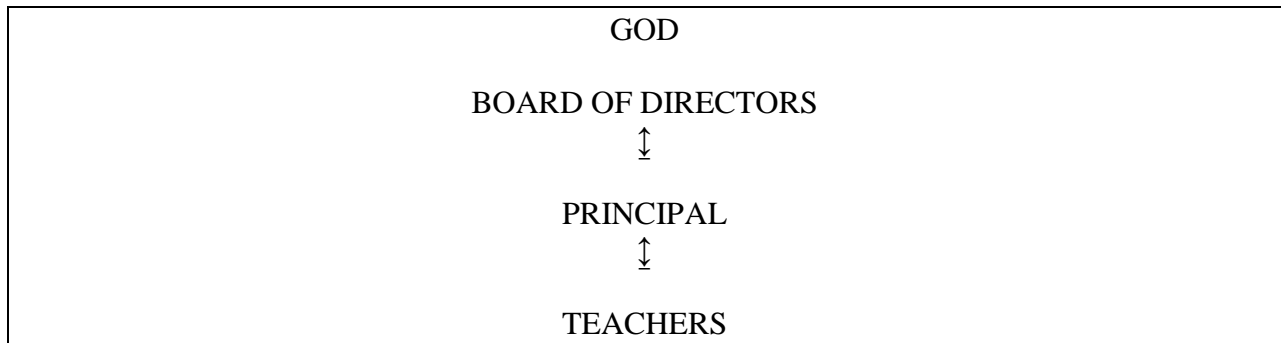 GOD
BOARD OF DIRECTORS
↨
PRINCIPAL
↨
TEACHERS